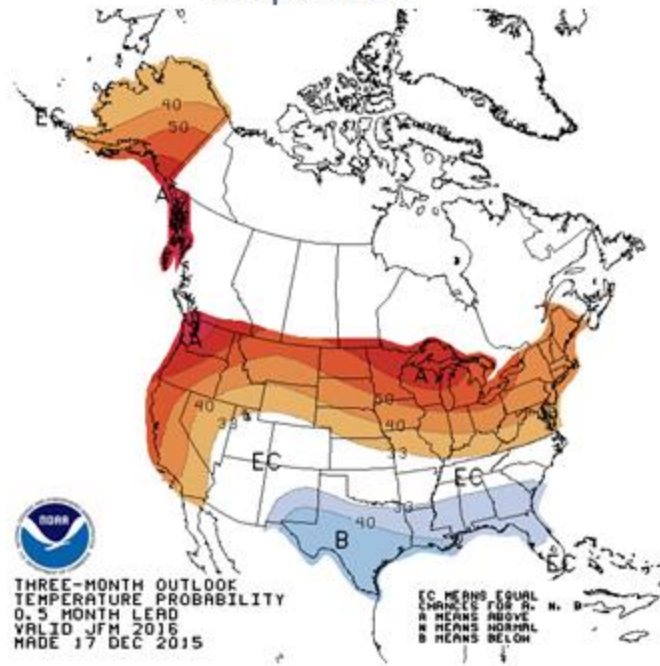 EC
40
50
A
A
A
50
40
33
40
33
EC
EC
33
40
B
EC
NOAA
THREE-MONTH OUTLOOK
TEMPERATURE PROBABILITY
0.5 MONTH LEAD
VALID JFM 2016
MADE 17 DEC 2015
EC MEANS EQUAL
CHANCES FOR A, N, B
A MEANS ABOVE
N MEANS NORMAL
B MEANS BELOW